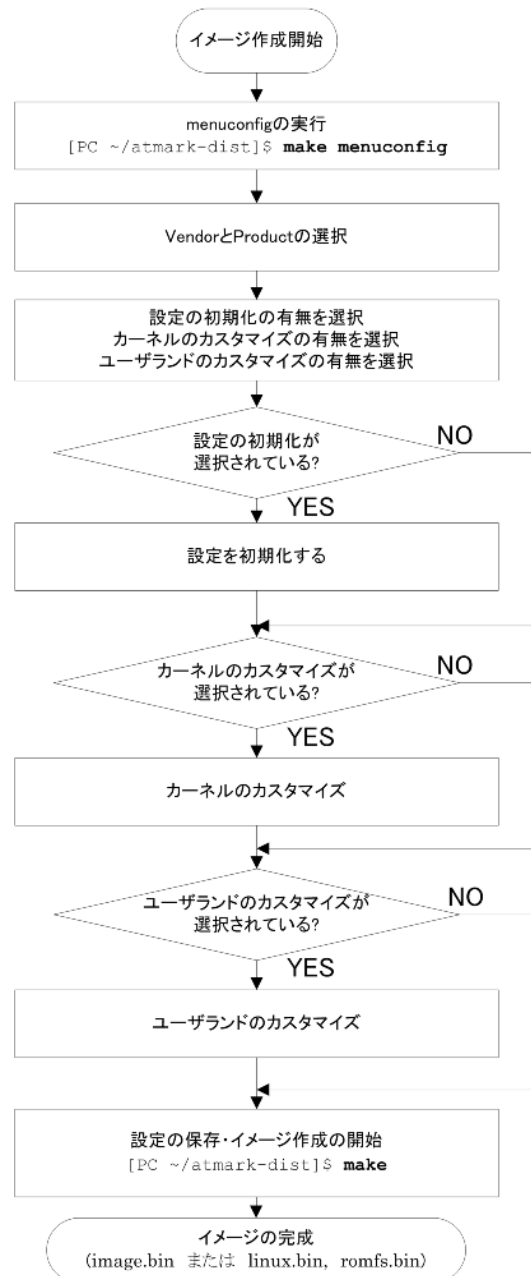 イメージ作成開始
menuconfigの実行
[PC ~/atmark-dist]$ make menuconfig
VendorとProductの選択
設定の初期化の有無を選択
カーネルのカスタマイズの有無を選択
ユーザランドのカスタマイズの有無を選択
設定の初期化が
選択されている?
NO
YES
設定を初期化する
カーネルのカスタマイズが
選択されている?
NO
YES
カーネルのカスタマイズ
ユーザランドのカスタマイズが
選択されている?
NO
YES
ユーザランドのカスタマイズ
設定の保存・イメージ作成の開始
[PC ~/atmark-dist]$ make
イメージの完成
(image.bin または linux.bin, romfs.bin)